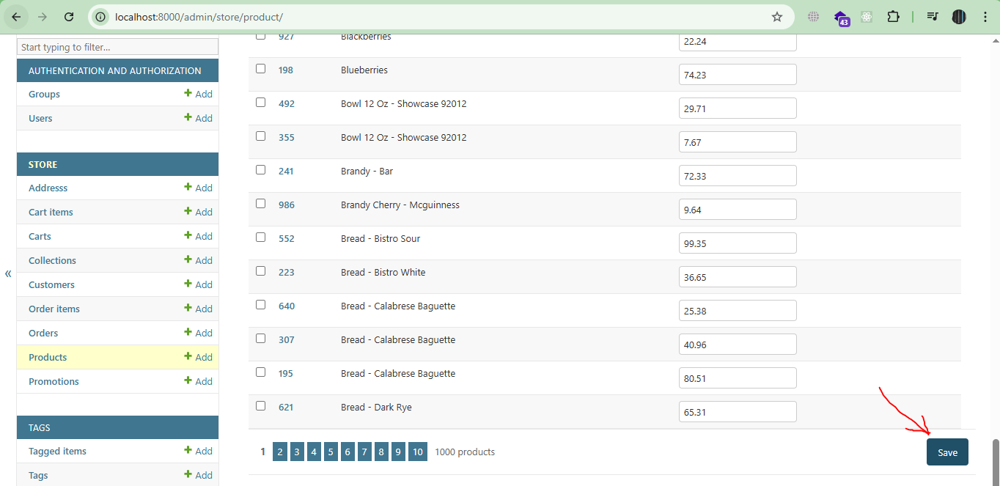 localhost:8000/admin/store/product/
43
Start typing to filter...
AUTHENTICATION AND AUTHORIZATION
Groups + Add
Users + Add
STORE
Addresss + Add
Cart items + Add
Carts + Add
Collections + Add
Customers + Add
Order items + Add
Orders + Add
Products + Add
Promotions + Add
TAGS
Tagged items + Add
Tags + Add
«
927 Blackberries 22.24
198 Blueberries 74.23
492 Bowl 12 Oz - Showcase 92012 29.71
355 Bowl 12 Oz - Showcase 92012 7.67
241 Brandy - Bar 72.33
986 Brandy Cherry - Mcguinness 9.64
552 Bread - Bistro Sour 99.35
223 Bread - Bistro White 36.65
640 Bread - Calabrese Baguette 25.38
307 Bread - Calabrese Baguette 40.96
195 Bread - Calabrese Baguette 80.51
621 Bread - Dark Rye 65.31
1 2 3 4 5 6 7 8 9 10 1000 products
Save